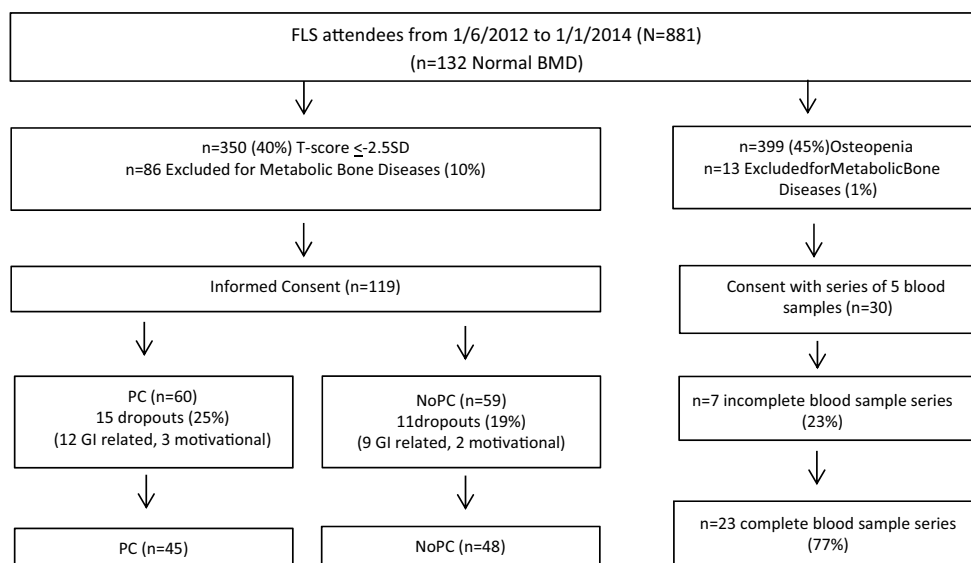 FLS attendees from 1/6/2012 to 1/1/2014 (N=881)
(n=132 Normal BMD)
n=350 (40%) T-score <-2.5SD
n=86 Excluded for Metabolic Bone Diseases (10%)
n=399 (45%)Osteopenia
n=13 ExcludedforMetabolicBone
Diseases (1%)
Informed Consent (n=119)
Consent with series of 5 blood
samples (n=30)
PC (n=60)
15 dropouts (25%)
(12 GI related, 3 motivational)
NoPC (n=59)
11dropouts (19%)
(9 GI related, 2 motivational)
n=7 incomplete blood sample series
(23%)
PC (n=45)
NoPC (n=48)
n=23 complete blood sample series
(77%)